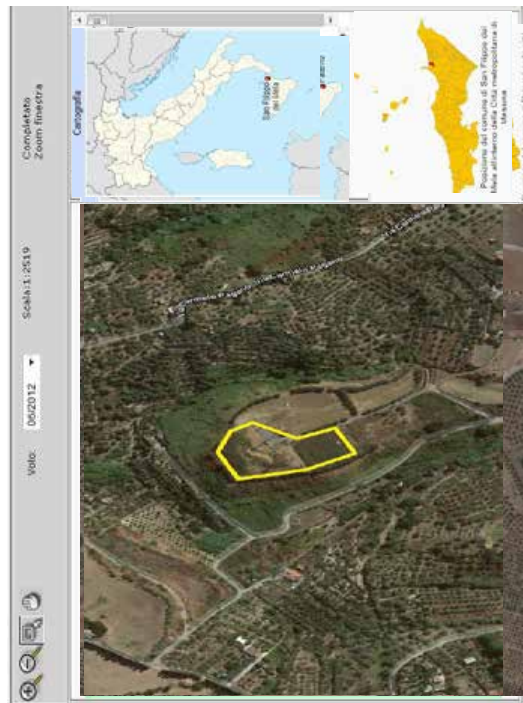 Volo:
06/2012
Scala:1:2519
Completato
Zoom finestra
Cartografia
San Filippo
del Mela
Posizione del comune di San Filippo del
Mela all'interno della Città metropolitana di
Messina